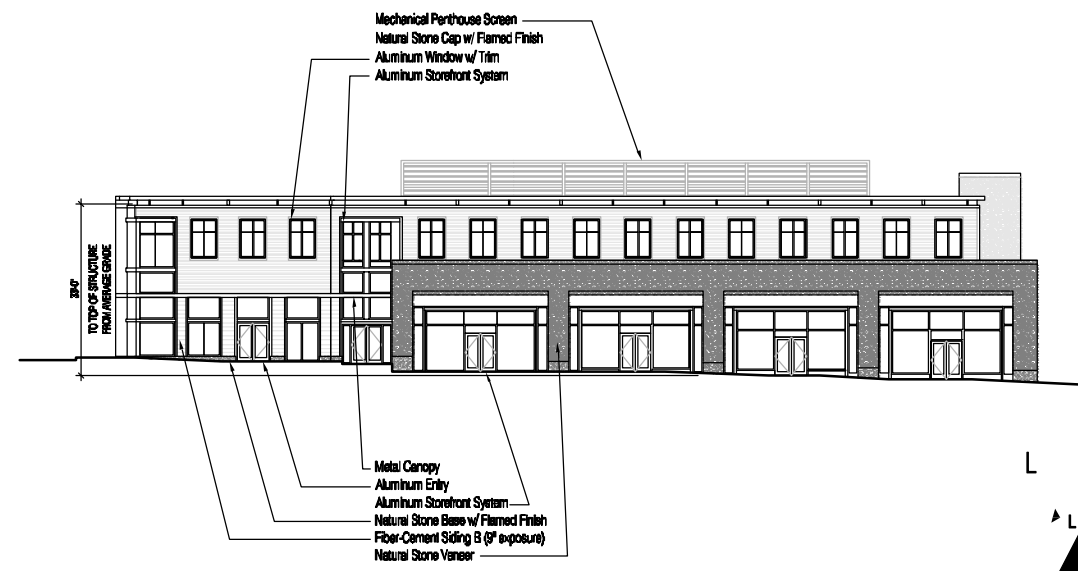 Mechanical Penthouse Screen
Natural Stone Cap w/ Flamed Finish
Aluminum Window w/ Trim
Aluminum Storefront System
33'-0"
TO TOP OF STRUCTURE
FROM AVERAGE GRADE
Metal Canopy
Aluminum Entry
Aluminum Storefront System
Natural Stone Base w/ Flamed Finish
Fiber-Cement Siding B (9" exposure)
Natural Stone Veneer
L
L